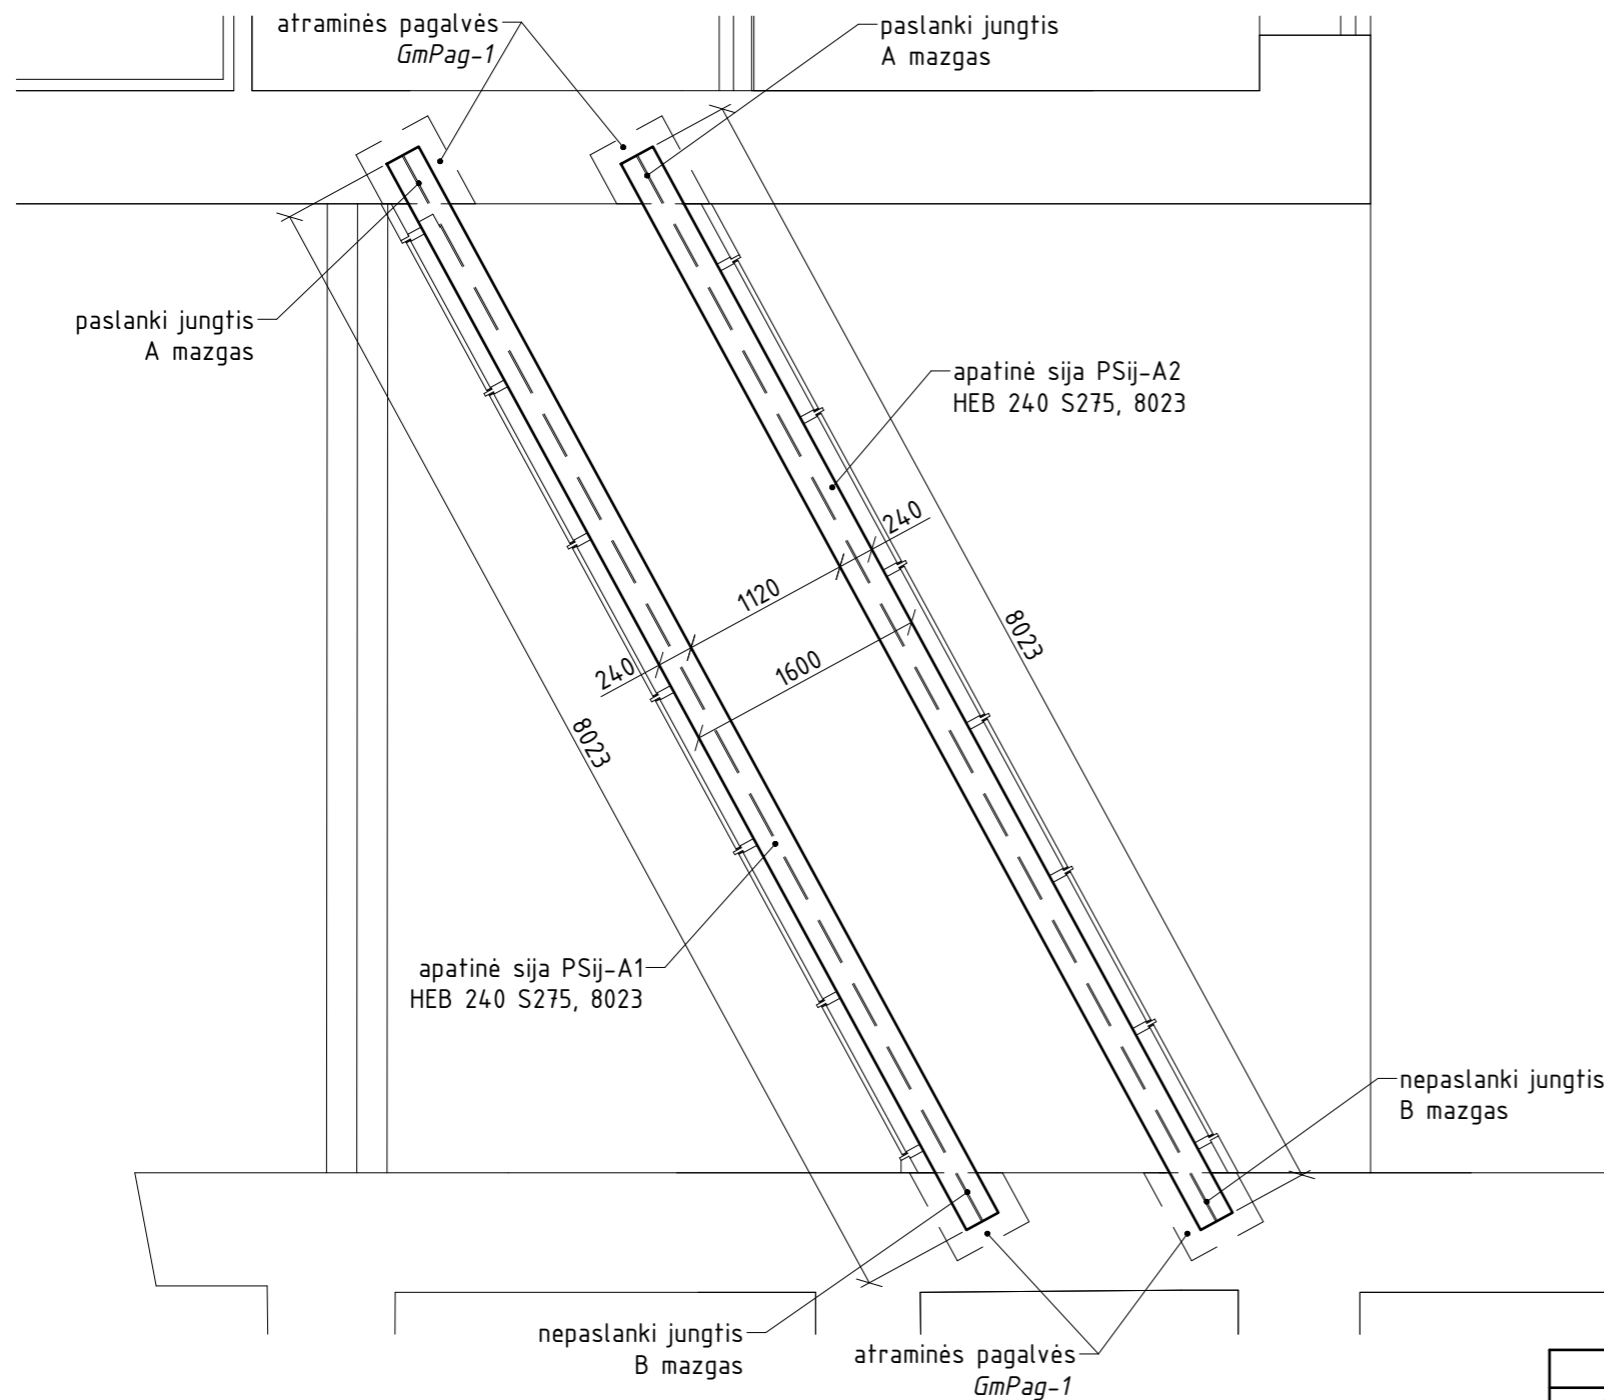 atraminės pagalvės
GmPag-1
paslanki jungtis
A mazgas
paslanki jungtis
A mazgas
apatinė sija PSij-A2
HEB 240 S275, 8023
240
1120
1600
240
8023
8023
apatinė sija PSij-A1
HEB 240 S275, 8023
nepaslanki jungtis
B mazgas
nepaslanki jungtis
B mazgas
atraminės pagalvės
GmPag-1